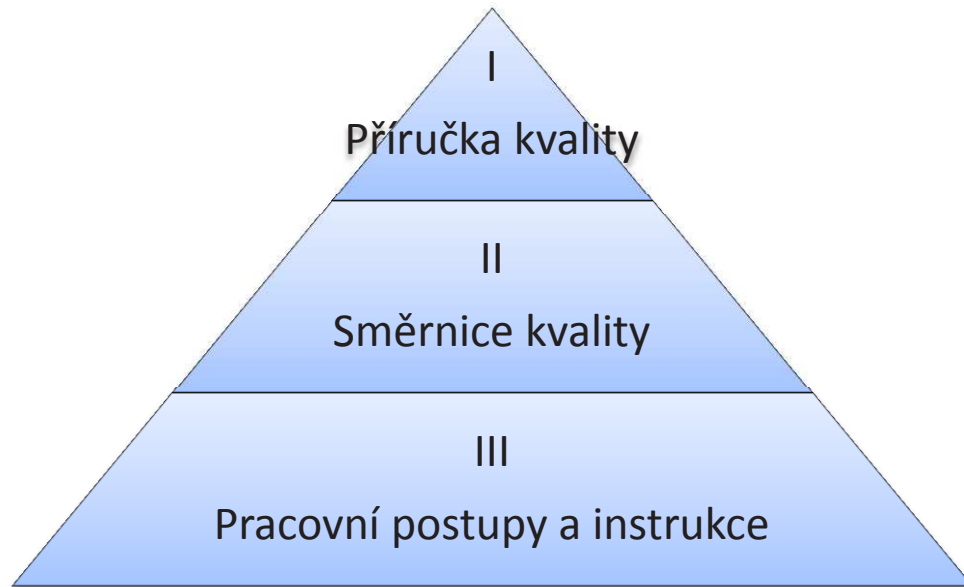 I
Příručka kvality
II
Směrnice kvality
III
Pracovní postupy a instrukce